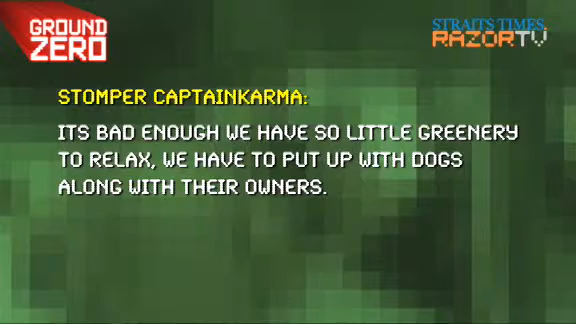 GROUND
ZERO
STRAITS TIMES
RAZORTV
STOMPER CAPTAINKARMA:
ITS BAD ENOUGH WE HAVE SO LITTLE GREENERY
TO RELAX, WE HAVE TO PUT UP WITH DOGS
ALONG WITH THEIR OWNERS.